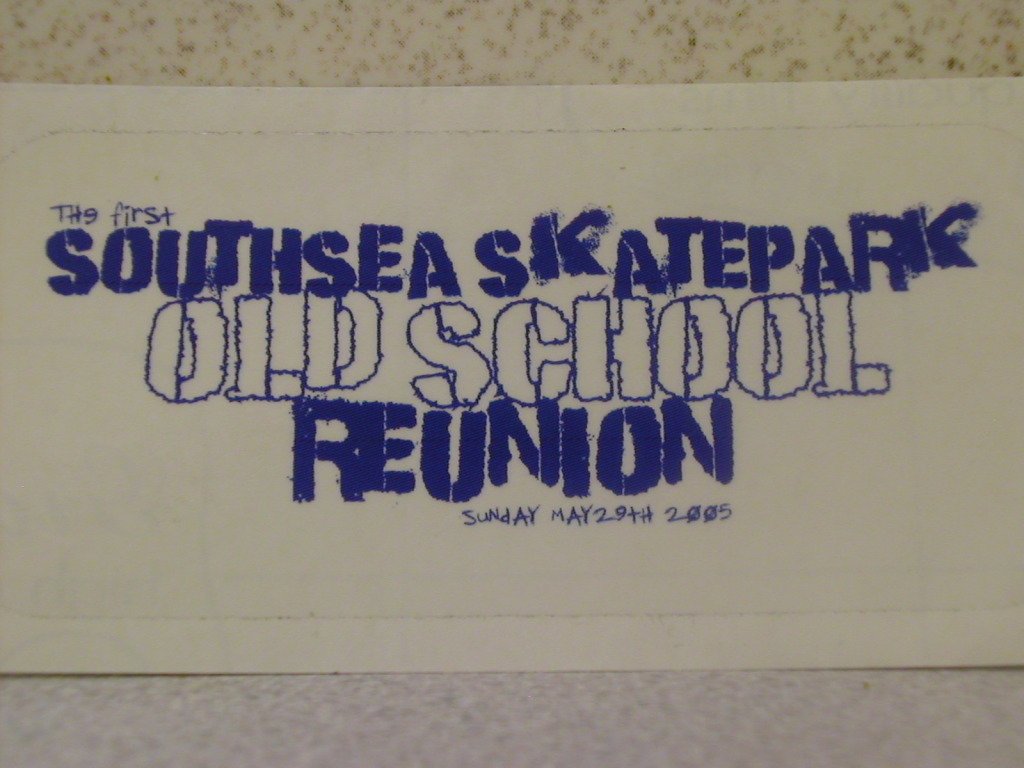 THe first
SOUTHSEA SKATEPARK
OLD SCHOOL
REUNION
SUNdAY MAY 29tH 2005